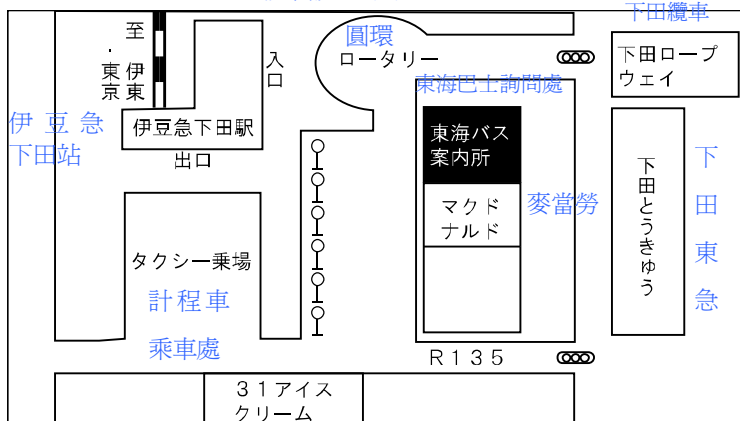 下田纜車
至・伊東
東京
入口
圓環
ロータリー
下田ロープ
ウェイ
東海巴士詢問處
伊豆急
下田站
伊豆急下田駅
出口
東海バス
案内所
マクド
ナルド
麥當勞
下田とうきゅう
下田東急
タクシー乗場
計程車
乘車處
R135
31アイス
クリーム